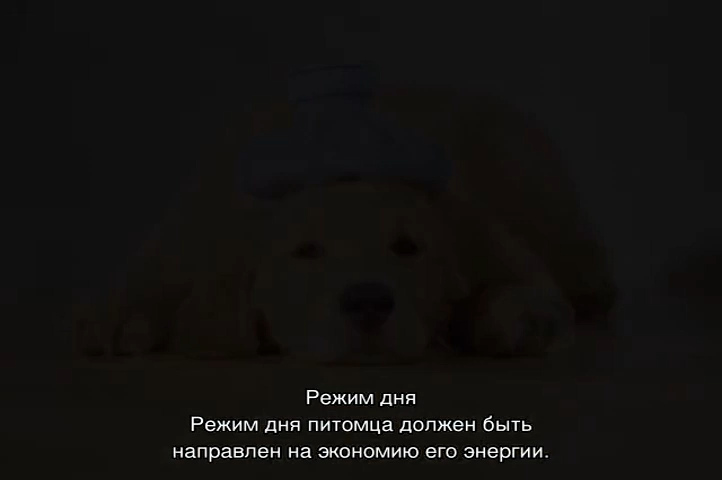 Режим дня
Режим дня питомца должен быть
направлен на экономию его энергии.